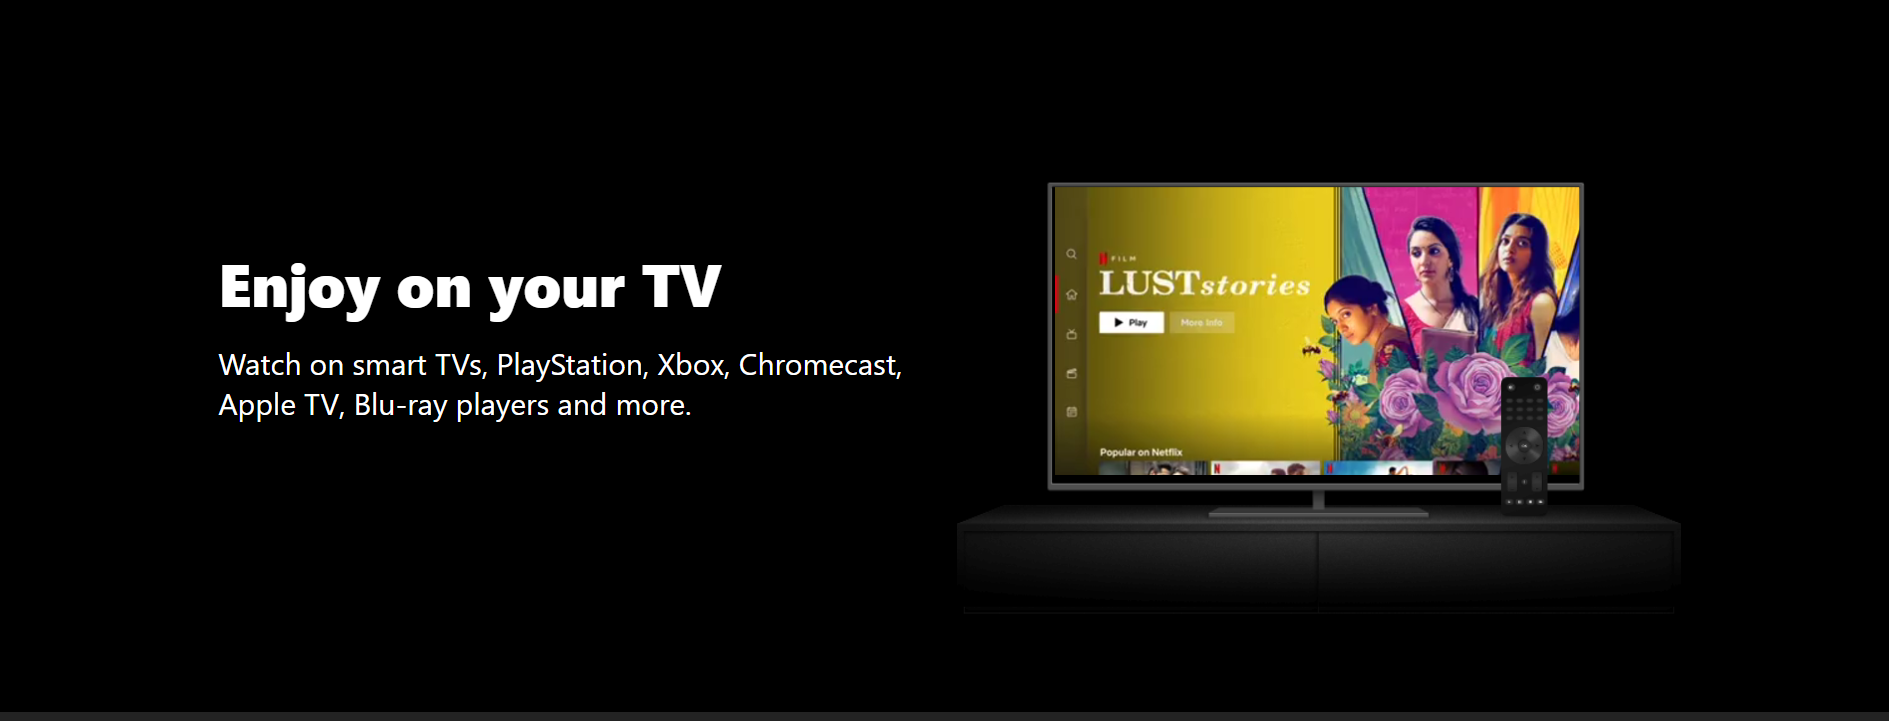 Enjoy on your TV
Watch on smart TVs, PlayStation, Xbox, Chromecast,
Apple TV, Blu-ray players and more.
N FILM
LUST stories
Play
More Info
Popular on Netflix